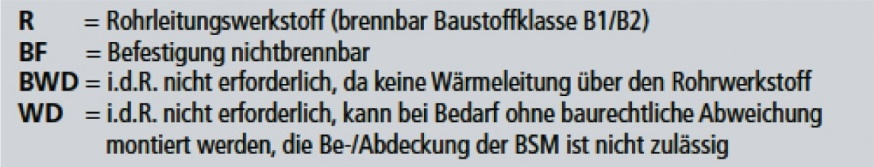 R = Rohrleitungswerkstoff (brennbar Baustoffklasse B1/B2)
BF = Befestigung nichtbrennbar
BWD = i.d.R. nicht erforderlich, da keine Wärmeleitung über den Rohrwerkstoff
WD = i.d.R. nicht erforderlich, kann bei Bedarf ohne baurechtliche Abweichung
montiert werden, die Be-/Abdeckung der BSM ist nicht zulässig